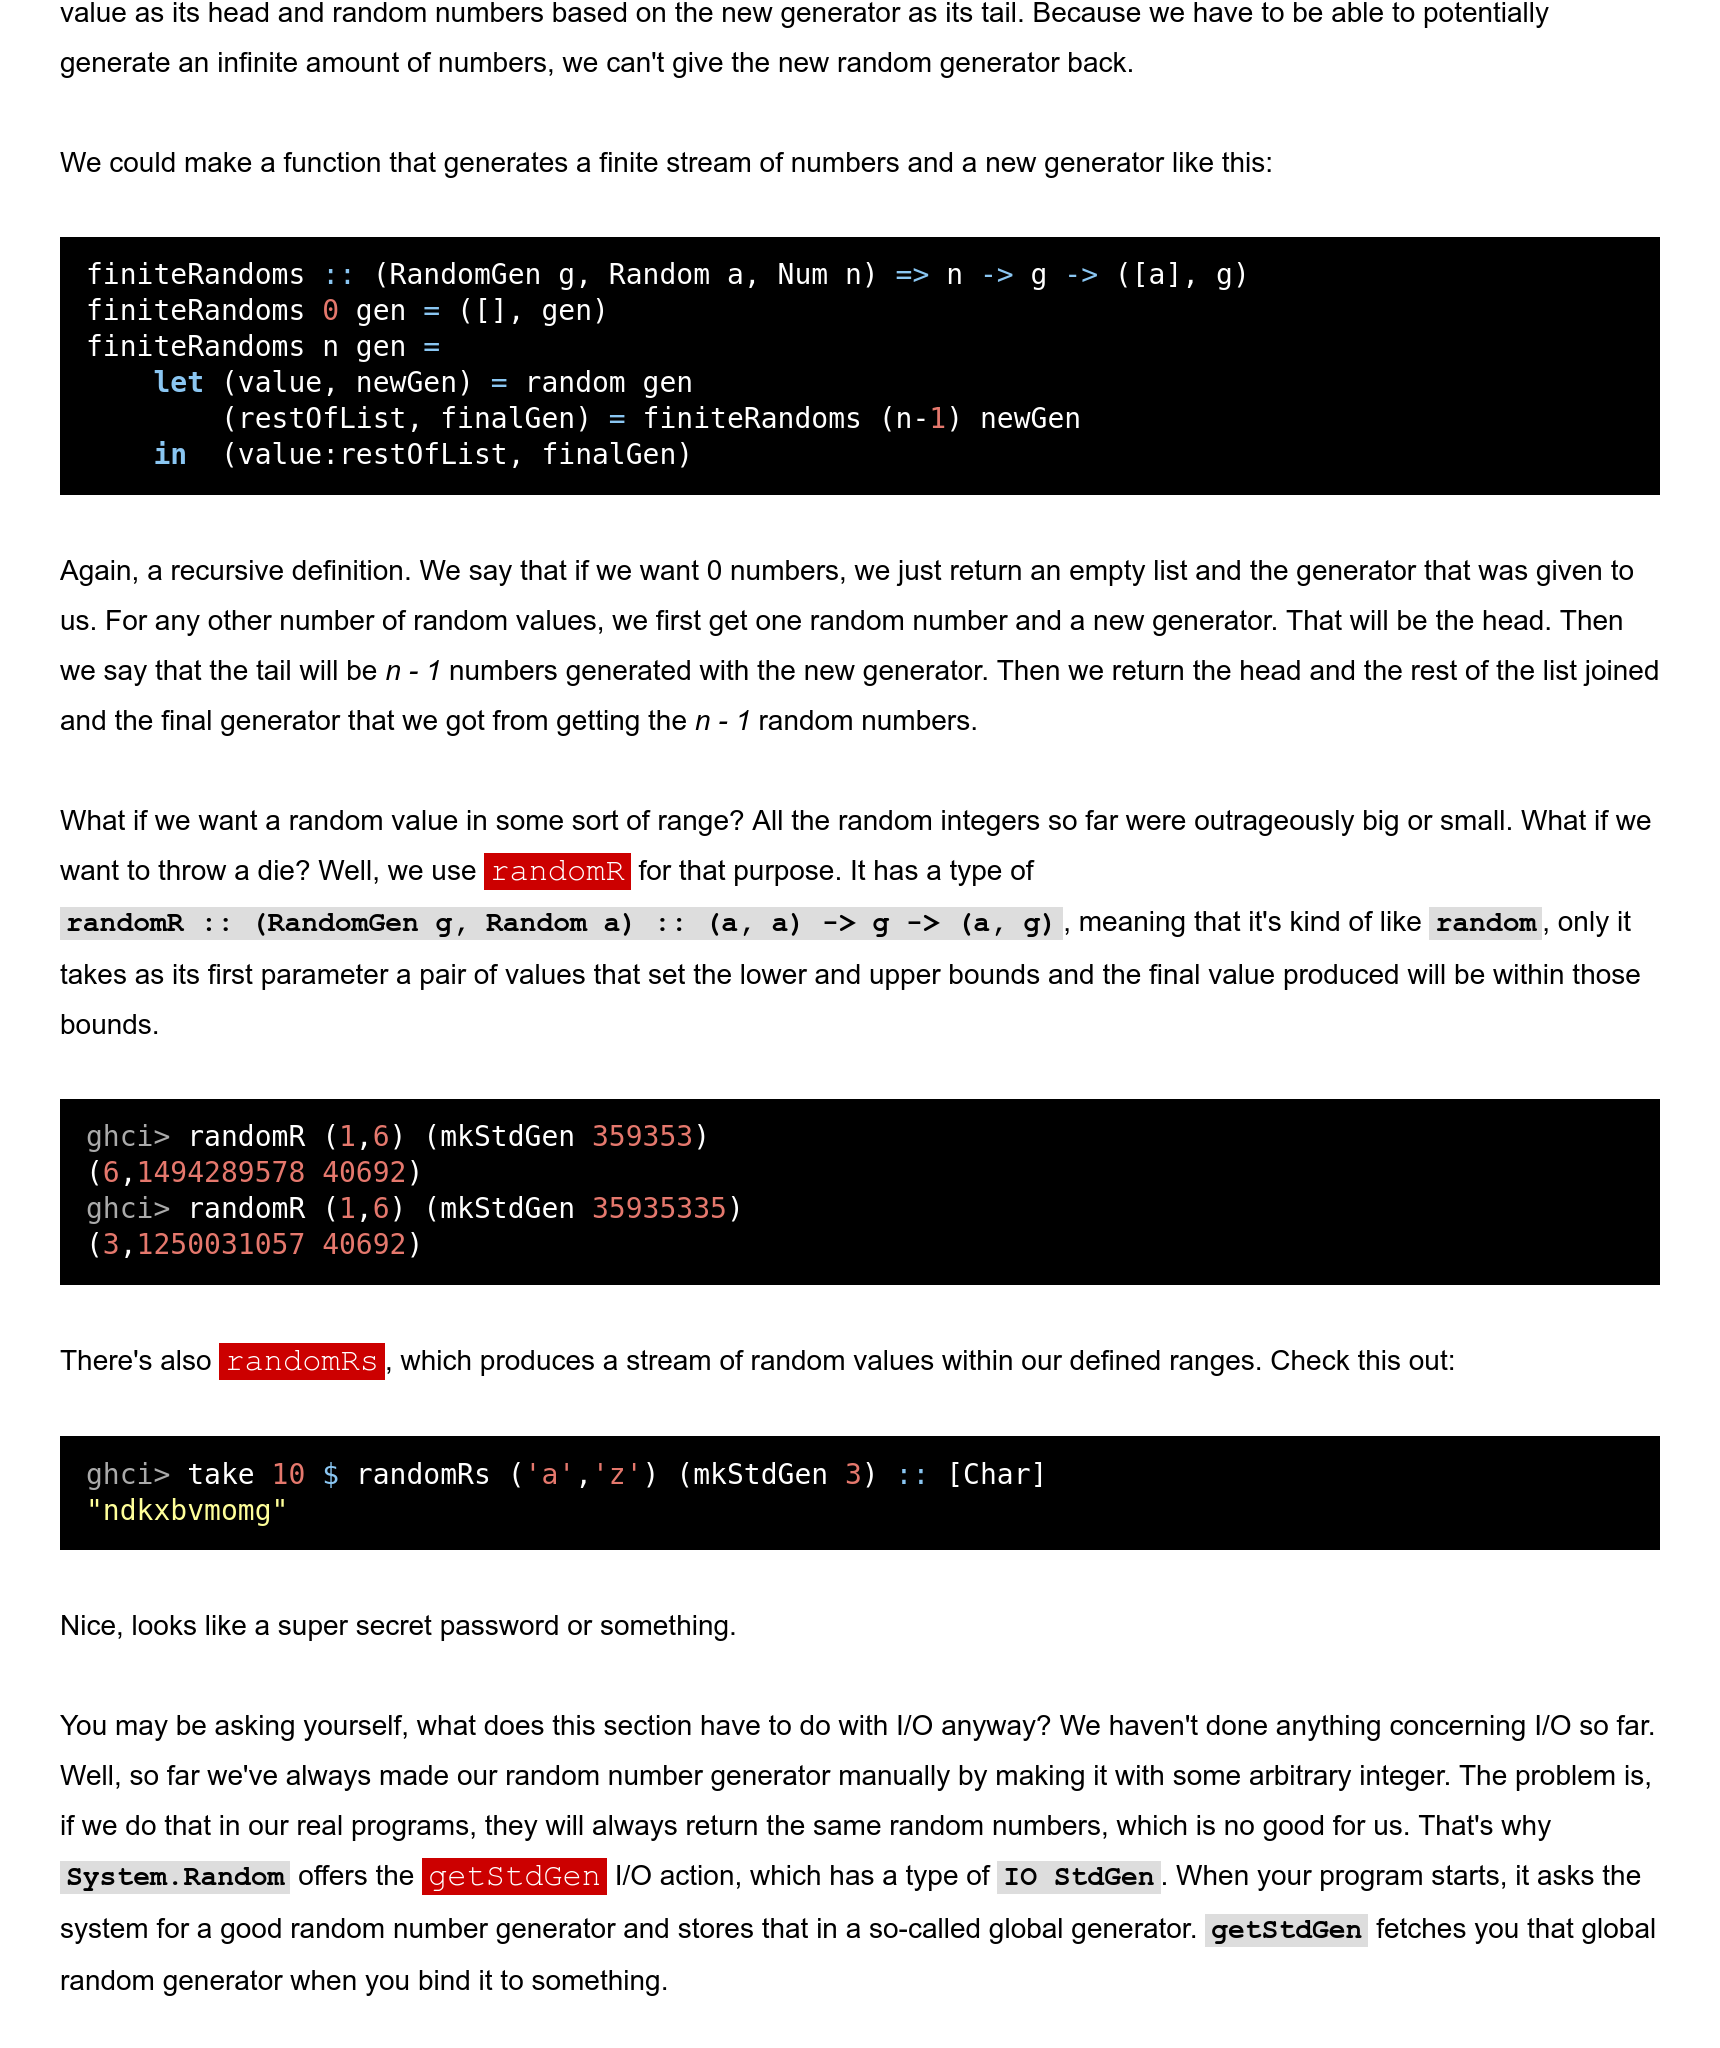 value as its head and random numbers based on the new generator as its tail. Because we have to be able to potentially
generate an infinite amount of numbers, we can't give the new random generator back.
We could make a function that generates a finite stream of numbers and a new generator like this:
finiteRandoms :: (RandomGen g, Random a, Num n) => n -> g -> ([a], g)
finiteRandoms 0 gen = ([], gen)
finiteRandoms n gen =
    let (value, newGen) = random gen
        (restOfList, finalGen) = finiteRandoms (n-1) newGen
    in  (value:restOfList, finalGen)
Again, a recursive definition. We say that if we want 0 numbers, we just return an empty list and the generator that was given to
us. For any other number of random values, we first get one random number and a new generator. That will be the head. Then
we say that the tail will be n - 1 numbers generated with the new generator. Then we return the head and the rest of the list joined
and the final generator that we got from getting the n - 1 random numbers.
What if we want a random value in some sort of range? All the random integers so far were outrageously big or small. What if we
want to throw a die? Well, we use randomR for that purpose. It has a type of
randomR :: (RandomGen g, Random a) :: (a, a) -> g -> (a, g), meaning that it's kind of like random, only it
takes as its first parameter a pair of values that set the lower and upper bounds and the final value produced will be within those
bounds.
ghci> randomR (1,6) (mkStdGen 359353)
(6,1494289578 40692)
ghci> randomR (1,6) (mkStdGen 35935335)
(3,1250031057 40692)
There's also randomRs, which produces a stream of random values within our defined ranges. Check this out:
ghci> take 10 $ randomRs ('a','z') (mkStdGen 3) :: [Char]
"ndkxbvmomg"
Nice, looks like a super secret password or something.
You may be asking yourself, what does this section have to do with I/O anyway? We haven't done anything concerning I/O so far.
Well, so far we've always made our random number generator manually by making it with some arbitrary integer. The problem is,
if we do that in our real programs, they will always return the same random numbers, which is no good for us. That's why
System.Random offers the getStdGen I/O action, which has a type of IO StdGen. When your program starts, it asks the
system for a good random number generator and stores that in a so-called global generator. getStdGen fetches you that global
random generator when you bind it to something.